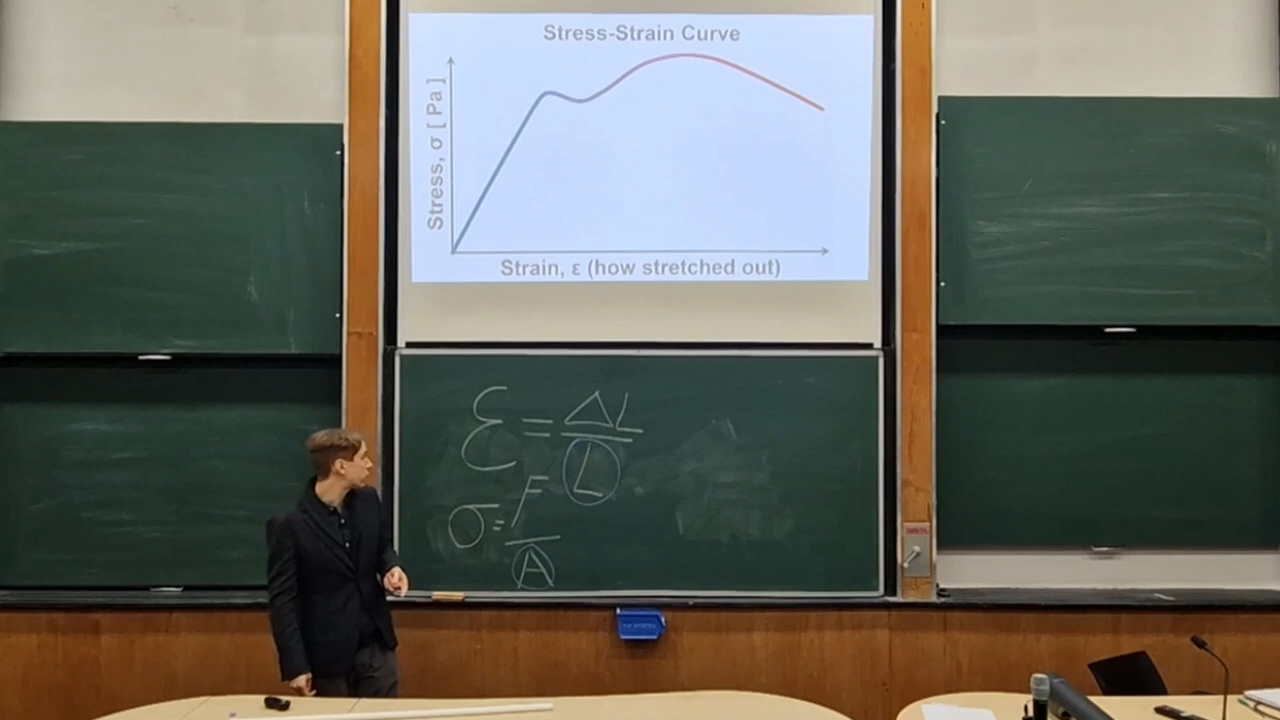 Stress-Strain Curve
Stress, σ [ Pa ]
Strain, ε (how stretched out)
ε = ΔL / L
σ = F / A